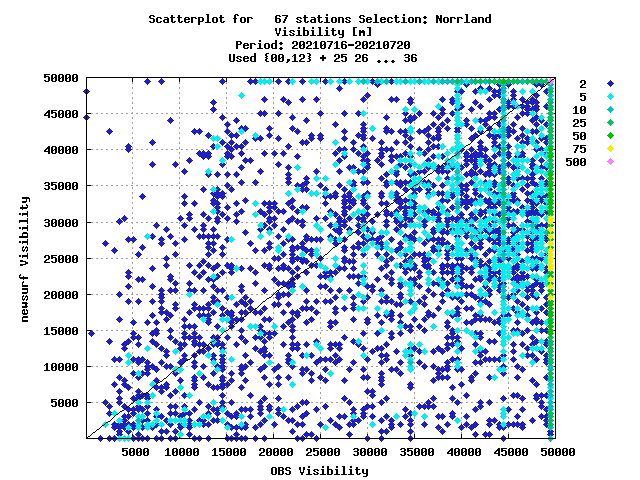 Scatterplot for 67 stations Selection: Norrland
Visibility [m]
Period: 20210716-20210720
Used {00,12} + 25 26 ... 36
newsurf Visibility
50000
45000
40000
35000
30000
25000
20000
15000
10000
5000
5000 10000 15000 20000 25000 30000 35000 40000 45000 50000
OBS Visibility
2
5
10
25
50
75
500